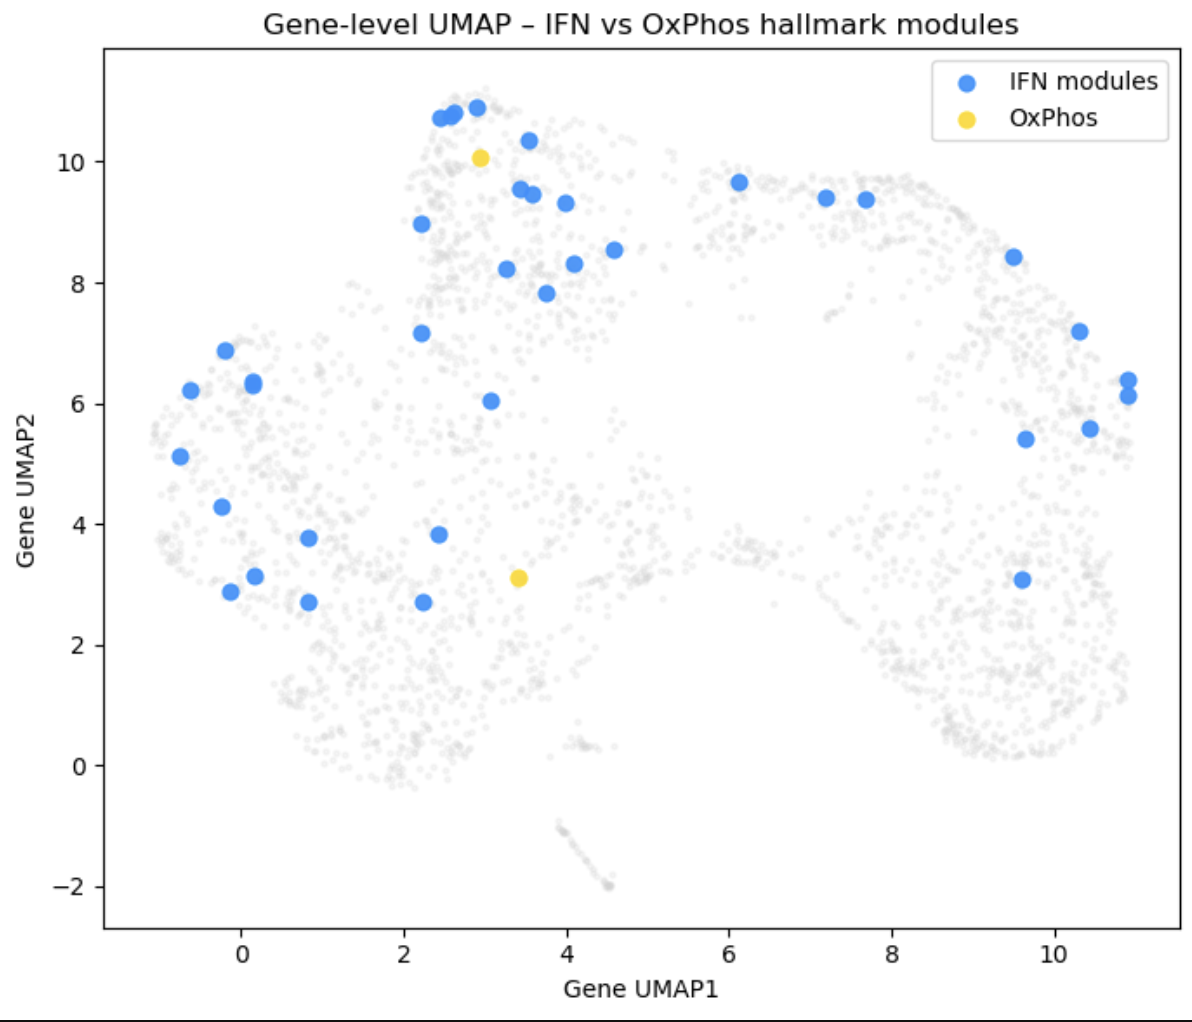 Gene-level UMAP – IFN vs OxPhos hallmark modules
IFN modules
OxPhos
10
8
6
4
2
0
−2
Gene UMAP2
0 2 4 6 8 10
Gene UMAP1